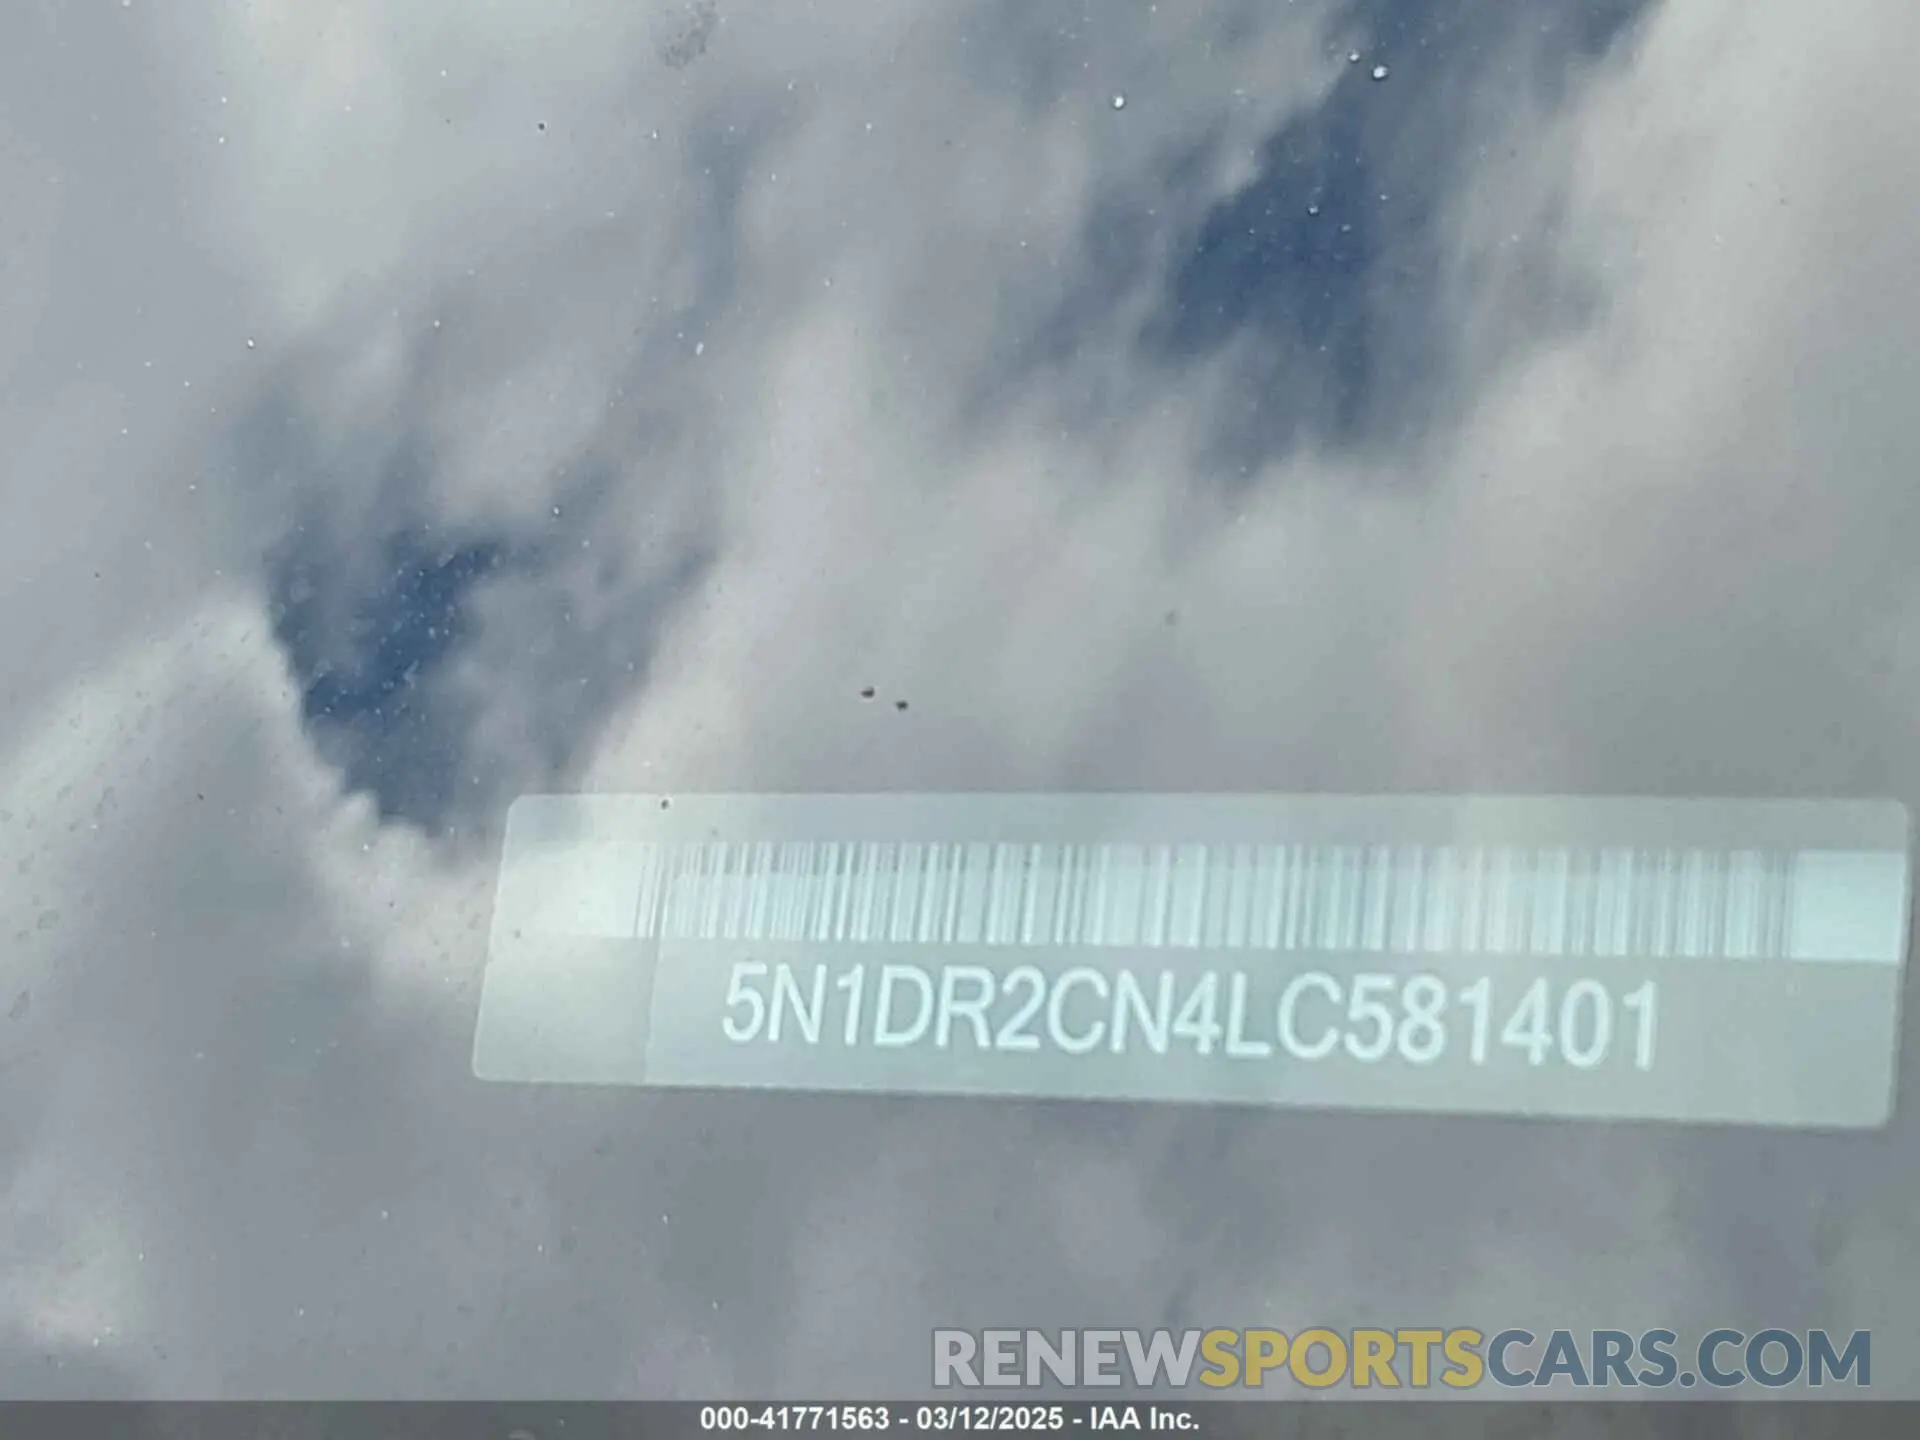 5N1DR2CN4LC581401
RENEWSPORTSCARS.COM
000-41771563 - 03/12/2025 - IAA Inc.